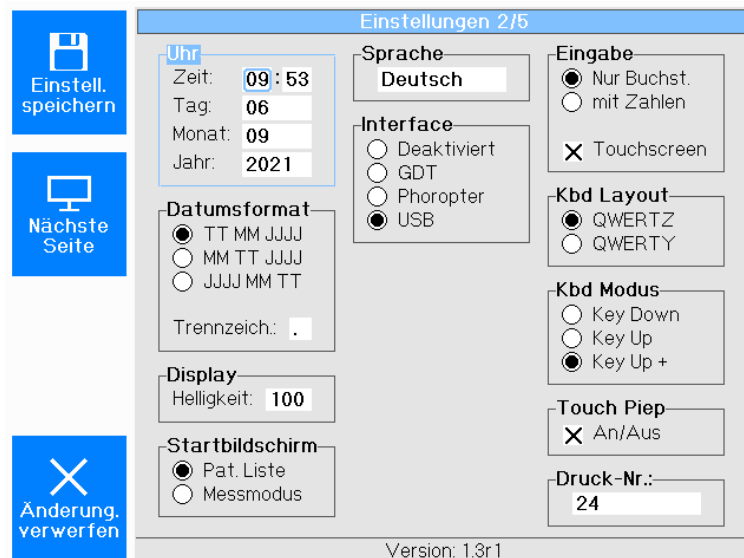 Einstellungen 2/5
Einstell.
speichern
Nächste
Seite
Änderung.
verwerfen
Uhr
Zeit: 09 : 53
Tag: 06
Monat: 09
Jahr: 2021
Datumsformat
TT MM JJJJ
MM TT JJJJ
JJJJ MM TT
Trennzeich.: .
Display
Helligkeit: 100
Startbildschirm
Pat. Liste
Messmodus
Sprache
Deutsch
Interface
Deaktiviert
GDT
Phoropter
USB
Eingabe
Nur Buchst.
mit Zahlen
Touchscreen
Kbd Layout
QWERTZ
QWERTY
Kbd Modus
Key Down
Key Up
Key Up +
Touch Piep
An/Aus
Druck-Nr.:
24
Version: 1.3r1